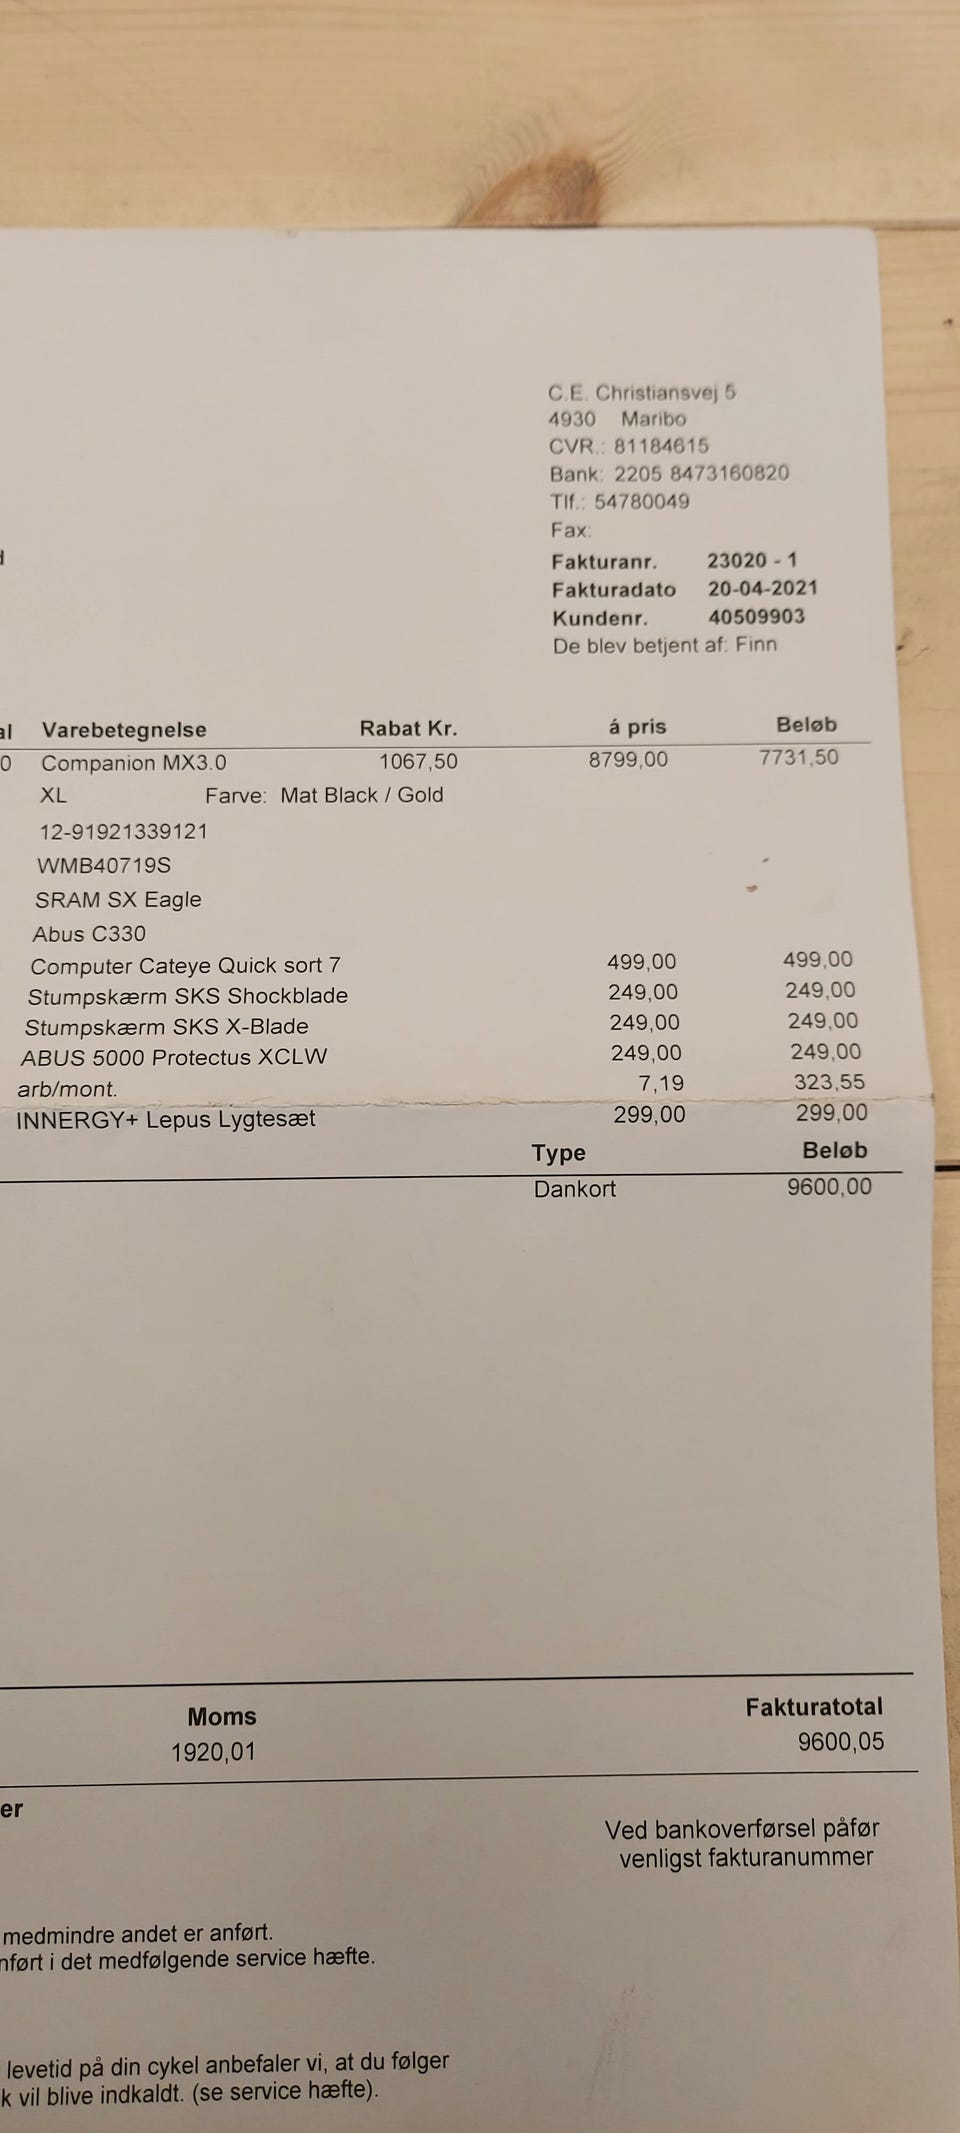 C.E. Christiansvej 5
4930 Maribo
CVR.: 81184615
Bank: 2205 8473160820
Tlf.: 54780049
Fax:
Fakturanr. 23020 - 1
Fakturadato 20-04-2021
Kundenr. 40509903
De blev betjent af: Finn
al Varebetegnelse Rabat Kr. á pris Beløb
0 Companion MX3.0 1067,50 8799,00 7731,50
XL Farve: Mat Black / Gold
12-91921339121
WMB40719S
SRAM SX Eagle
Abus C330
Computer Cateye Quick sort 7 499,00 499,00
Stumpskærm SKS Shockblade 249,00 249,00
Stumpskærm SKS X-Blade 249,00 249,00
ABUS 5000 Protectus XCLW 249,00 249,00
arb/mont. 7,19 323,55
INNERGY+ Lepus Lygtesæt 299,00 299,00
Type Beløb
Dankort 9600,00
Moms Fakturatotal
1920,01 9600,05
er
Ved bankoverførsel påfør
venligst fakturanummer
medmindre andet er anført.
nført i det medfølgende service hæfte.
levetid på din cykel anbefaler vi, at du følger
k vil blive indkaldt. (se service hæfte).